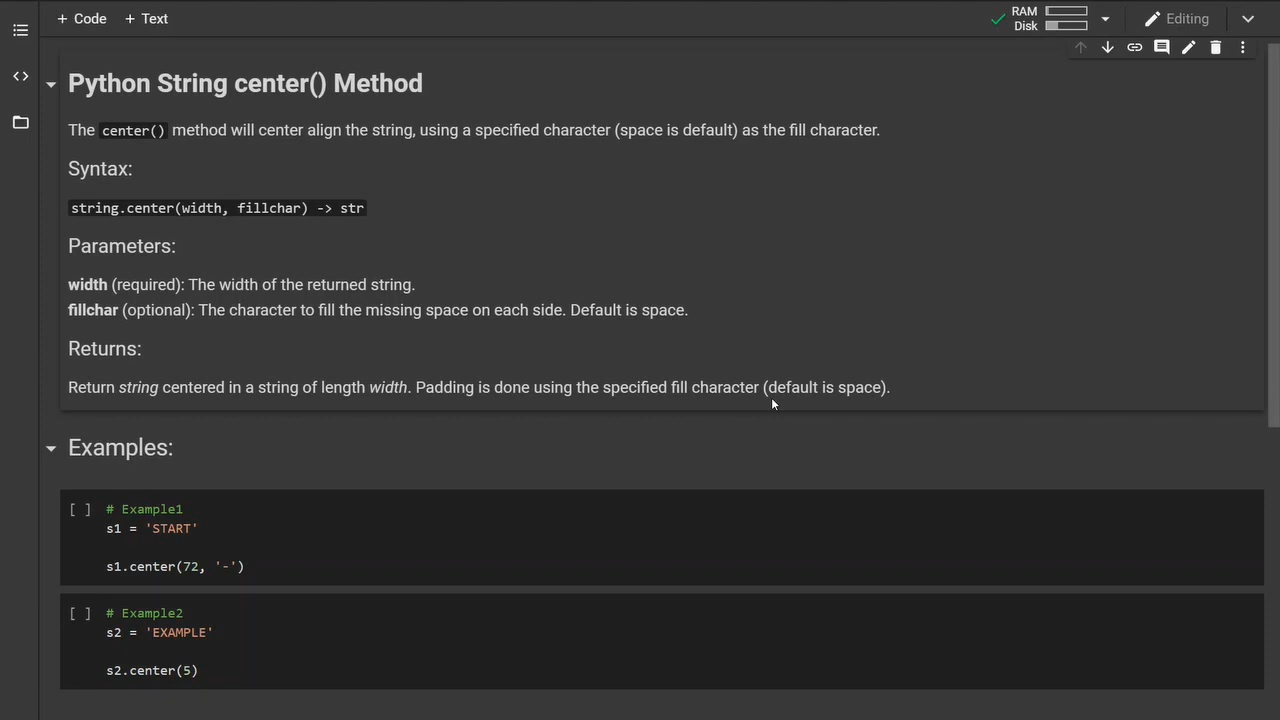 + Code + Text
RAM
Disk
Editing
Python String center() Method
The center() method will center align the string, using a specified character (space is default) as the fill character.
Syntax:
string.center(width, fillchar) -> str
Parameters:
width (required): The width of the returned string.
fillchar (optional): The character to fill the missing space on each side. Default is space.
Returns:
Return string centered in a string of length width. Padding is done using the specified fill character (default is space).
Examples:
[ ] # Example1
s1 = 'START'
s1.center(72, '-')
[ ] # Example2
s2 = 'EXAMPLE'
s2.center(5)